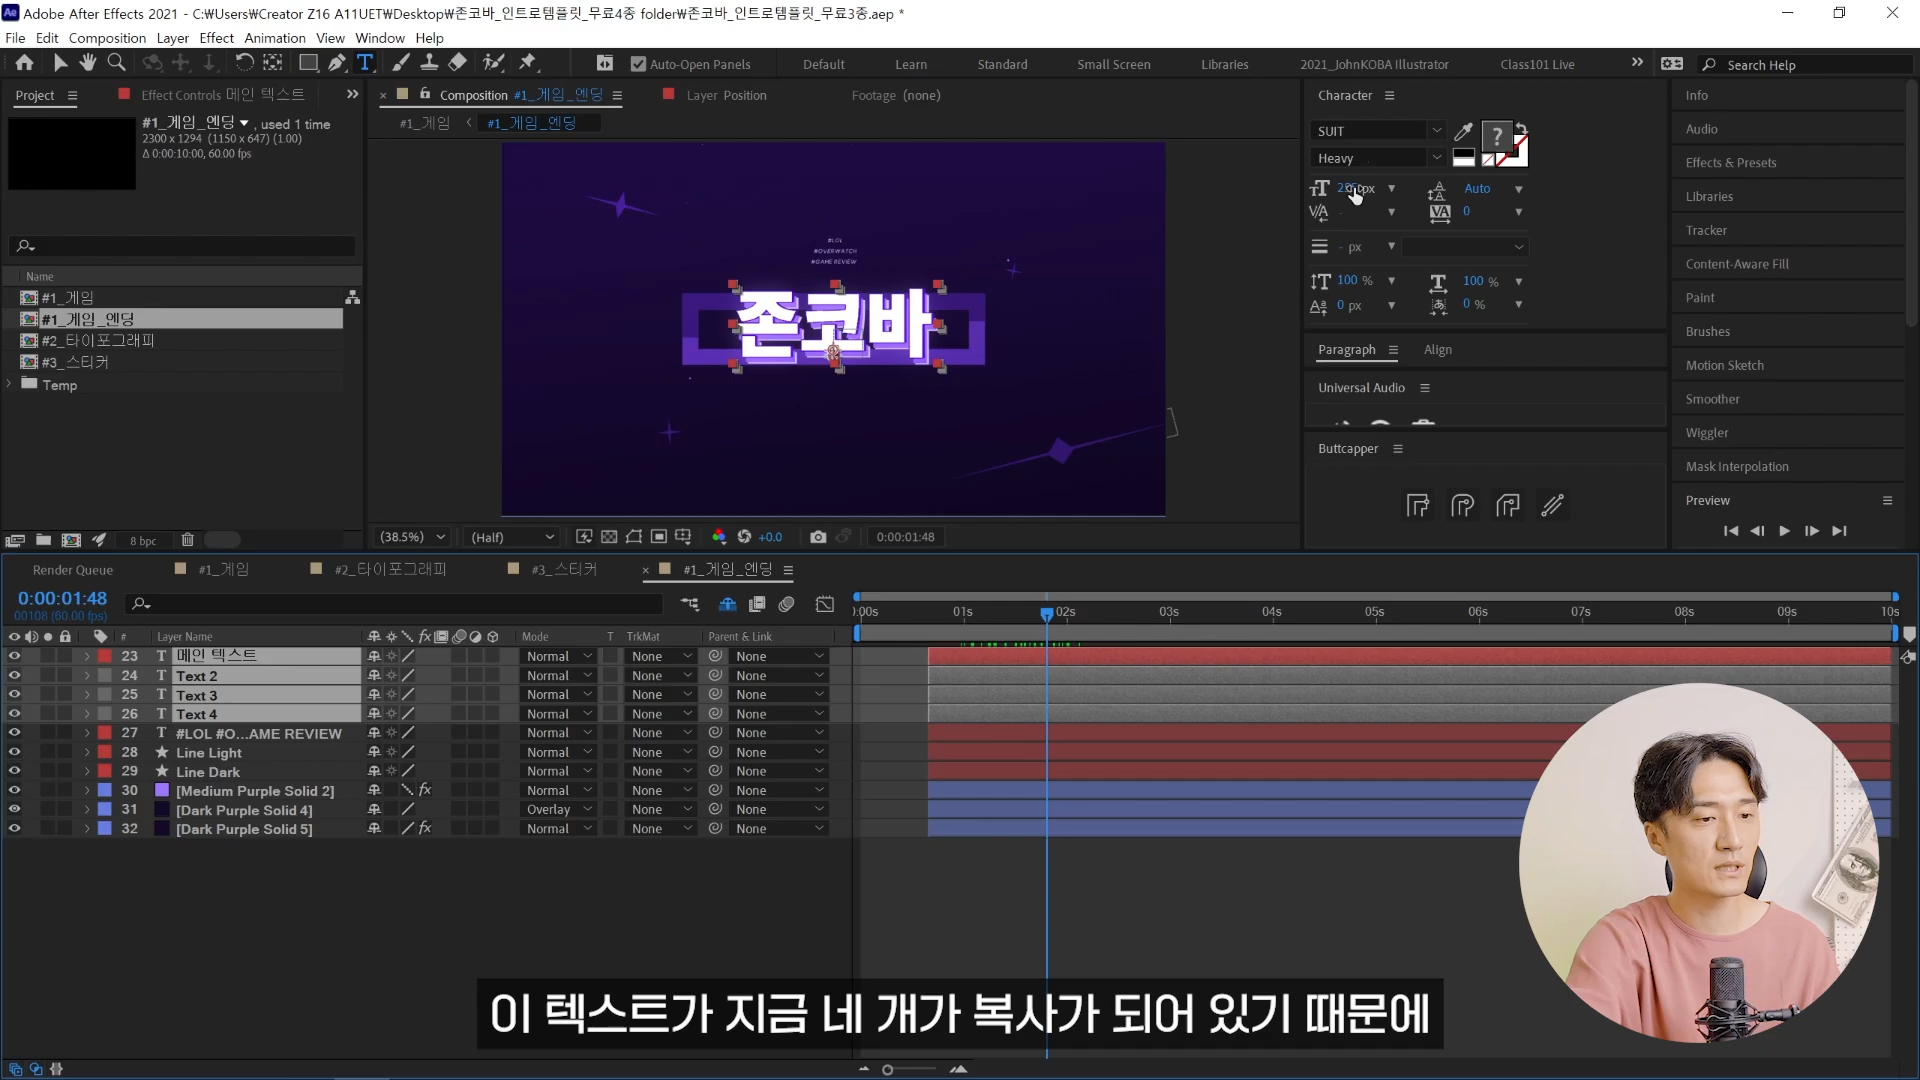 Adobe After Effects 2021 - C:₩Users₩Creator Z16 A11UET₩Desktop₩존코바_인트로템플릿_무료4종 folder₩존코바_인트로템플릿_무료3종.aep *
File Edit Composition Layer Effect Animation View Window Help
Auto-Open Panels Default Learn Standard Small Screen Libraries 2021_JohnKOBA Illustrator Class101 Live Search Help
Project Effect Controls 메인 텍스트
#1_게임_엔딩 , used 1 time
2300 x 1294 (1150 x 647) (1.00)
Δ 0:00:10:00, 60.00 fps
Name
#1_게임
#1_게임_엔딩
#2_타이포그래피
#3_스티커
Temp
8 bpc
Composition #1_게임_엔딩 Layer Position Footage (none)
#1_게임 #1_게임_엔딩
#LOL
#OVERWATCH
#GAME REVIEW
존코바
(38.5%) (Half) +0.0 0:00:01:48
Character
SUIT
Heavy
px Auto
0
- px
100 % 100 %
0 px 0 %
Paragraph Align
Universal Audio
Buttcapper
Info
Audio
Effects & Presets
Libraries
Tracker
Content-Aware Fill
Paint
Brushes
Motion Sketch
Smoother
Wiggler
Mask Interpolation
Preview
Render Queue #1_게임 #2_타이포그래피 #3_스티커 #1_게임_엔딩
0:00:01:48
00108 (60.00 fps)
:00s 01s 02s 03s 04s 05s 06s 07s 08s 09s 10s
# Layer Name Mode T TrkMat Parent & Link
23 T 메인 텍스트 Normal None None
24 T Text 2 Normal None None
25 T Text 3 Normal None None
26 T Text 4 Normal None None
27 T #LOL #O...AME REVIEW Normal None None
28 Line Light Normal None None
29 Line Dark Normal None None
30 [Medium Purple Solid 2] Normal None None
31 [Dark Purple Solid 4] Overlay None None
32 [Dark Purple Solid 5] Normal None None
이 텍스트가 지금 네 개가 복사가 되어 있기 때문에